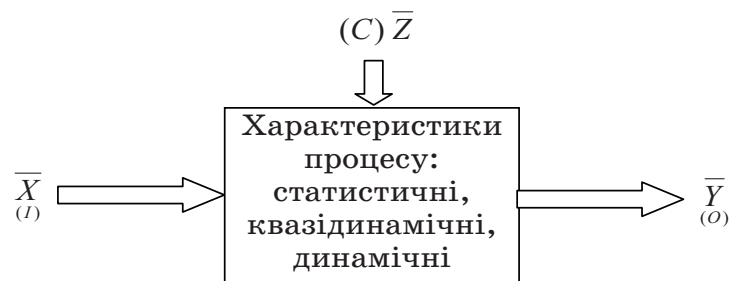 (C) Z̅
Характеристики
процесу:
статистичні,
квазідинамічні,
динамічні
X̅
(I)
Y̅
(O)